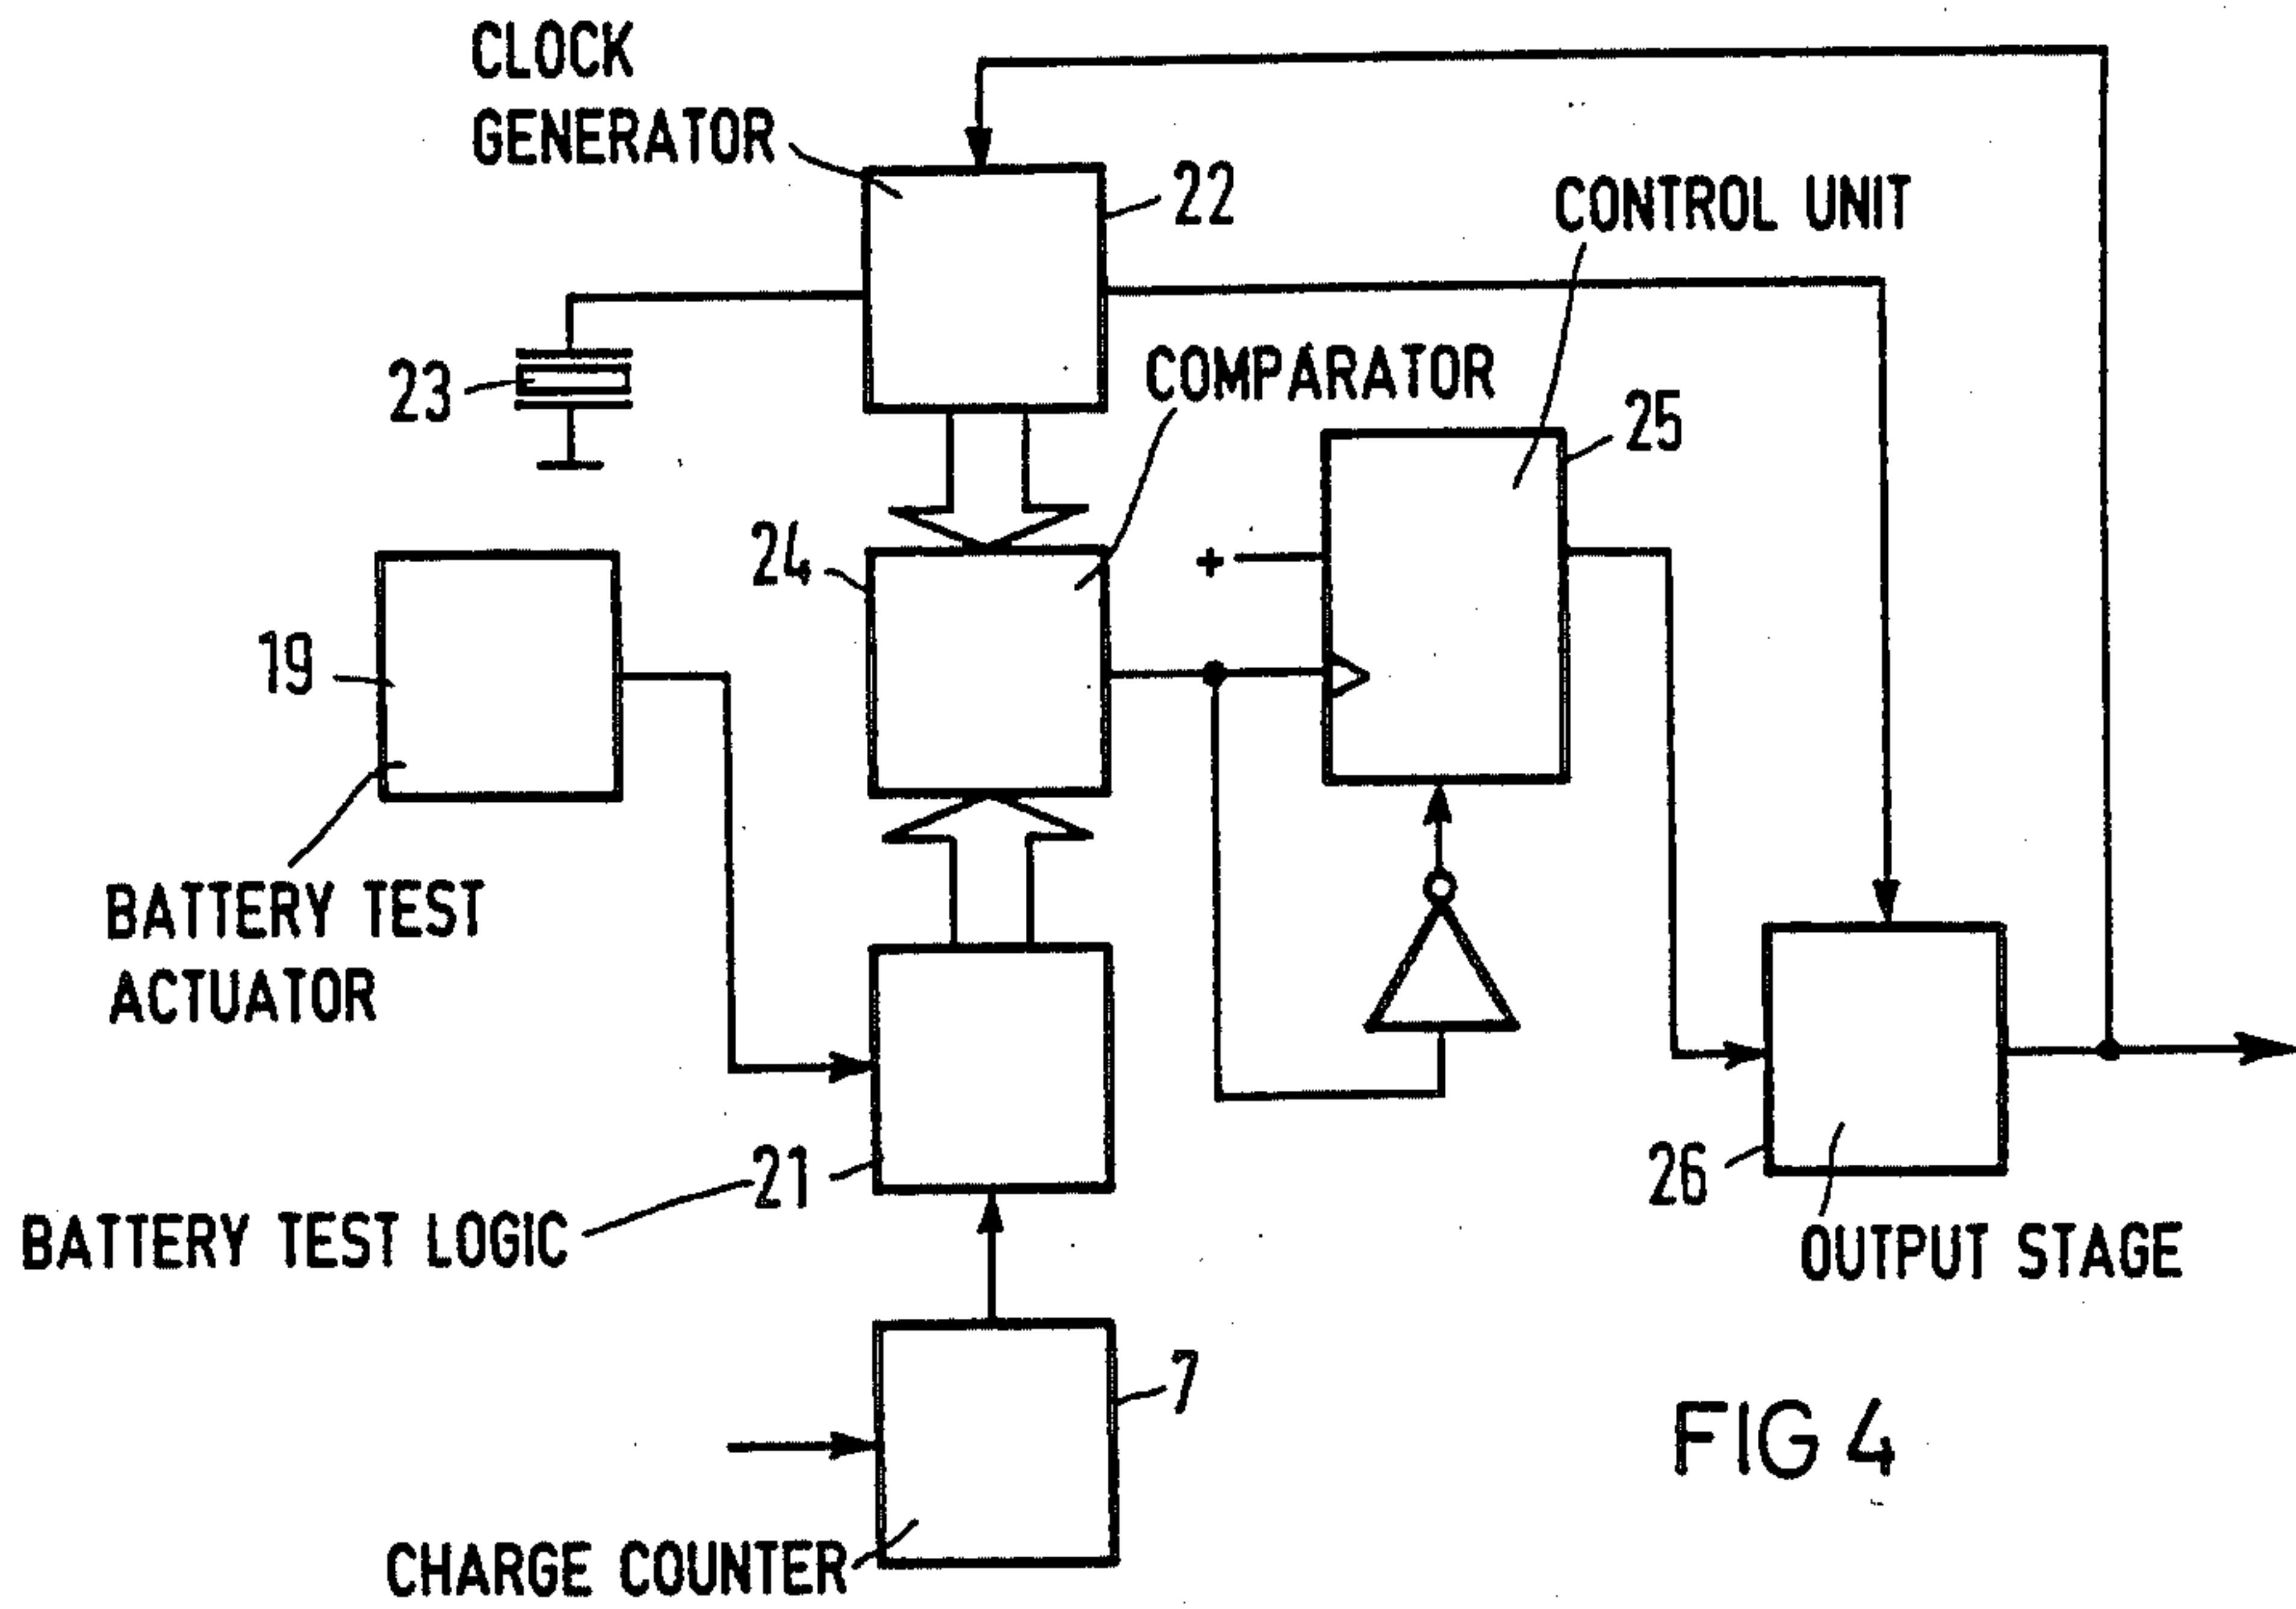 CLOCK
GENERATOR
22
CONTROL UNIT
23
COMPARATOR
25
24
+
19
BATTERY TEST
ACTUATOR
21
BATTERY TEST LOGIC
26
OUTPUT STAGE
7
CHARGE COUNTER
FIG 4